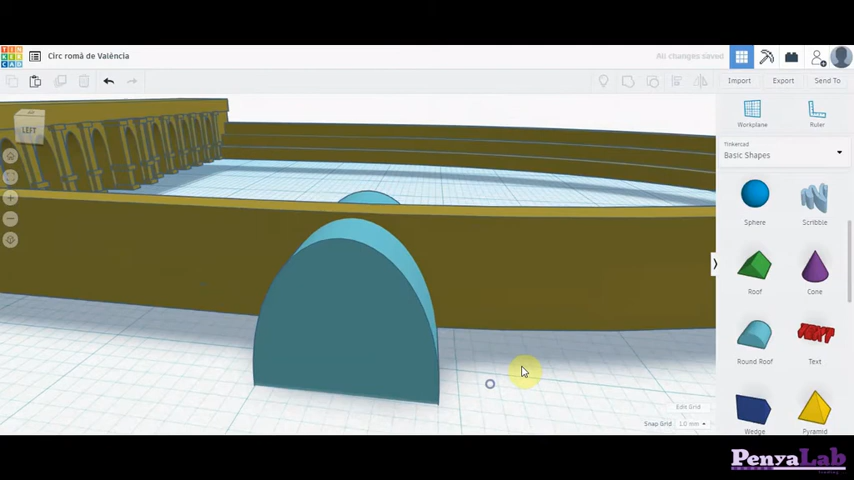 TIN
KER
CAD
Circ romà de València
All changes saved
Import
Export
Send To
LEFT
Workplane
Ruler
Tinkercad
Basic Shapes
Sphere
Scribble
Roof
Cone
TEXT
Round Roof
Text
Wedge
Pyramid
Edit Grid
Snap Grid
1.0 mm
PenyaLab